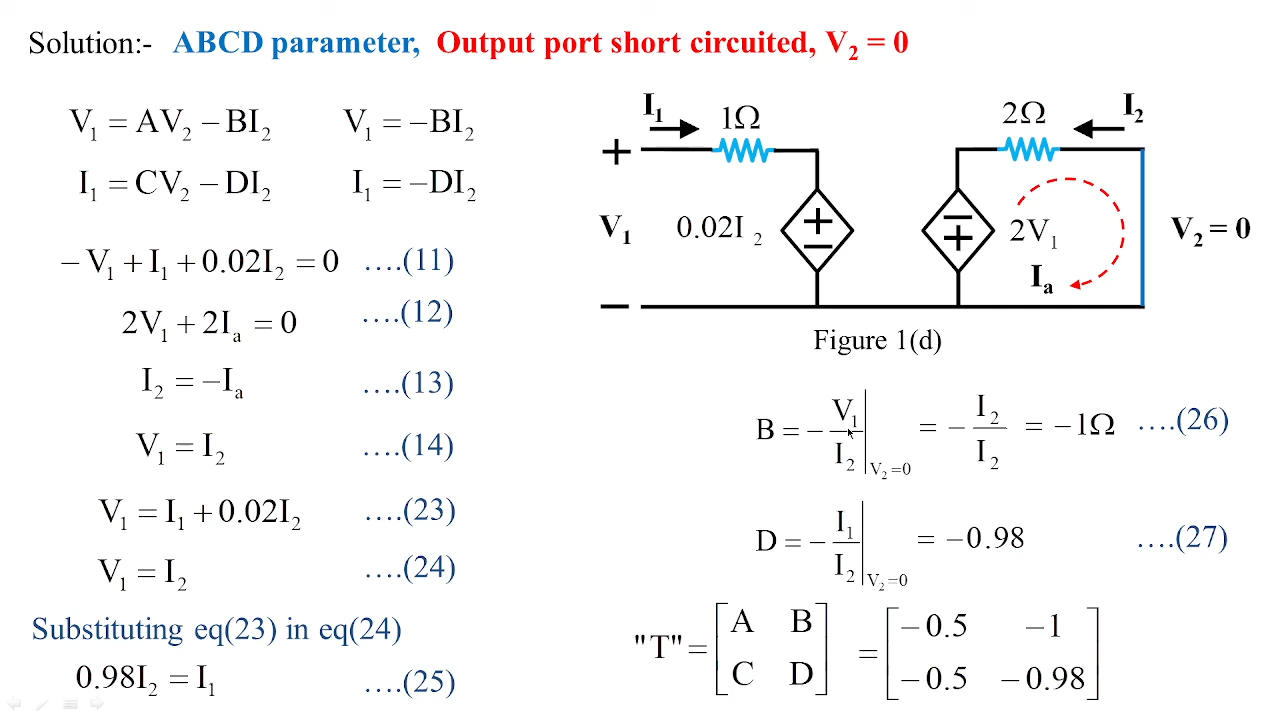 Solution:- ABCD parameter, Output port short circuited, V₂ = 0
V₁ = AV₂ − BI₂ V₁ = −BI₂
I₁ = CV₂ − DI₂ I₁ = −DI₂
− V₁ + I₁ + 0.02I₂ = 0 ....(11)
2V₁ + 2Iₐ = 0 ....(12)
I₂ = −Iₐ ....(13)
V₁ = I₂ ....(14)
V₁ = I₁ + 0.02I₂ ....(23)
V₁ = I₂ ....(24)
Substituting eq(23) in eq(24)
0.98I₂ = I₁ ....(25)
I₁ 1Ω 2Ω I₂
+
V₁ 0.02I ₂ + − − + 2V₁ V₂ = 0
Iₐ
−
Figure 1(d)
B = − V₁/I₂ |V₂ = 0 = − I₂/I₂ = −1Ω ....(26)
D = − I₁/I₂ |V₂ = 0 = −0.98 ....(27)
"T" = [A B = [−0.5 −1
C D] −0.5 −0.98]